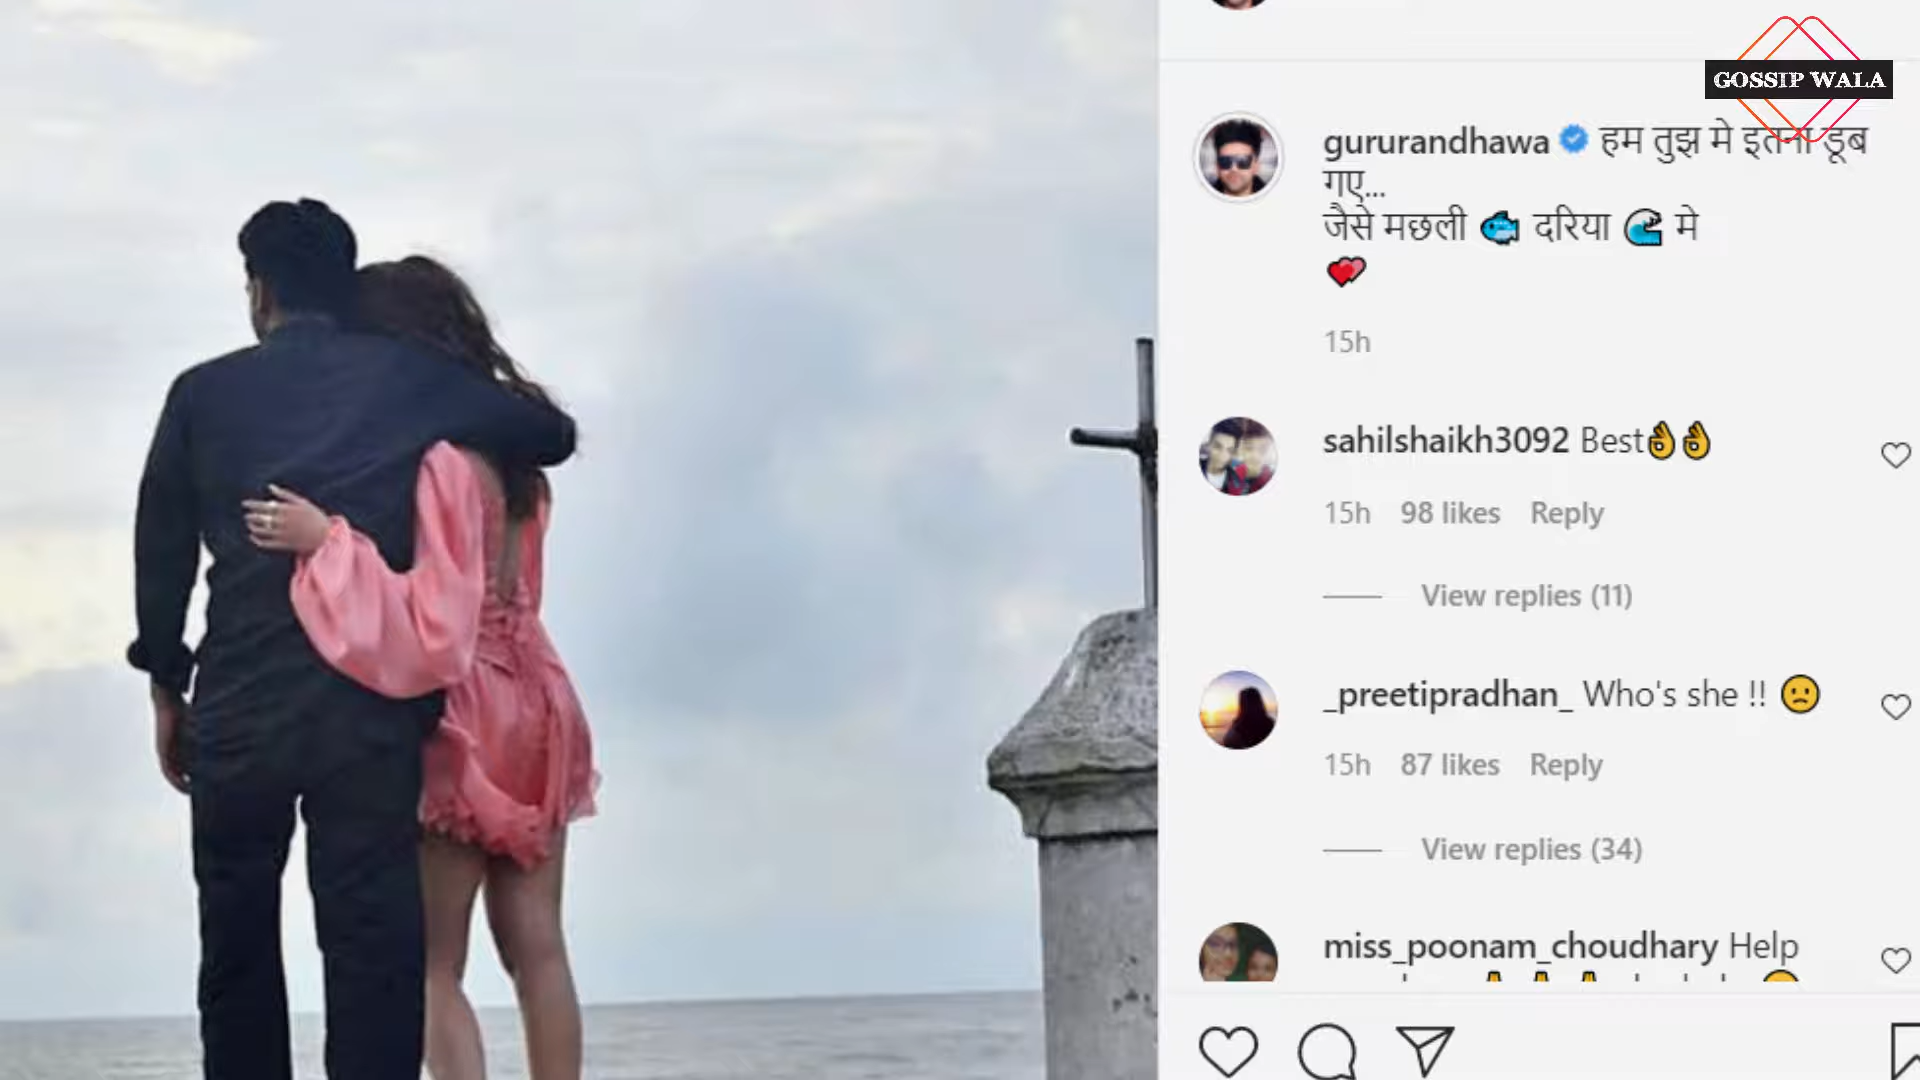 GOSSIP WALA
gururandhawa हम तुझ मे इतना डूब
गए...
जैसे मछली 🐟 दरिया 🌊 मे
💕
15h
sahilshaikh3092 Best👌👌
15h 98 likes Reply
View replies (11)
_preetipradhan_ Who's she !! 🙁
15h 87 likes Reply
View replies (34)
miss_poonam_choudhary Help